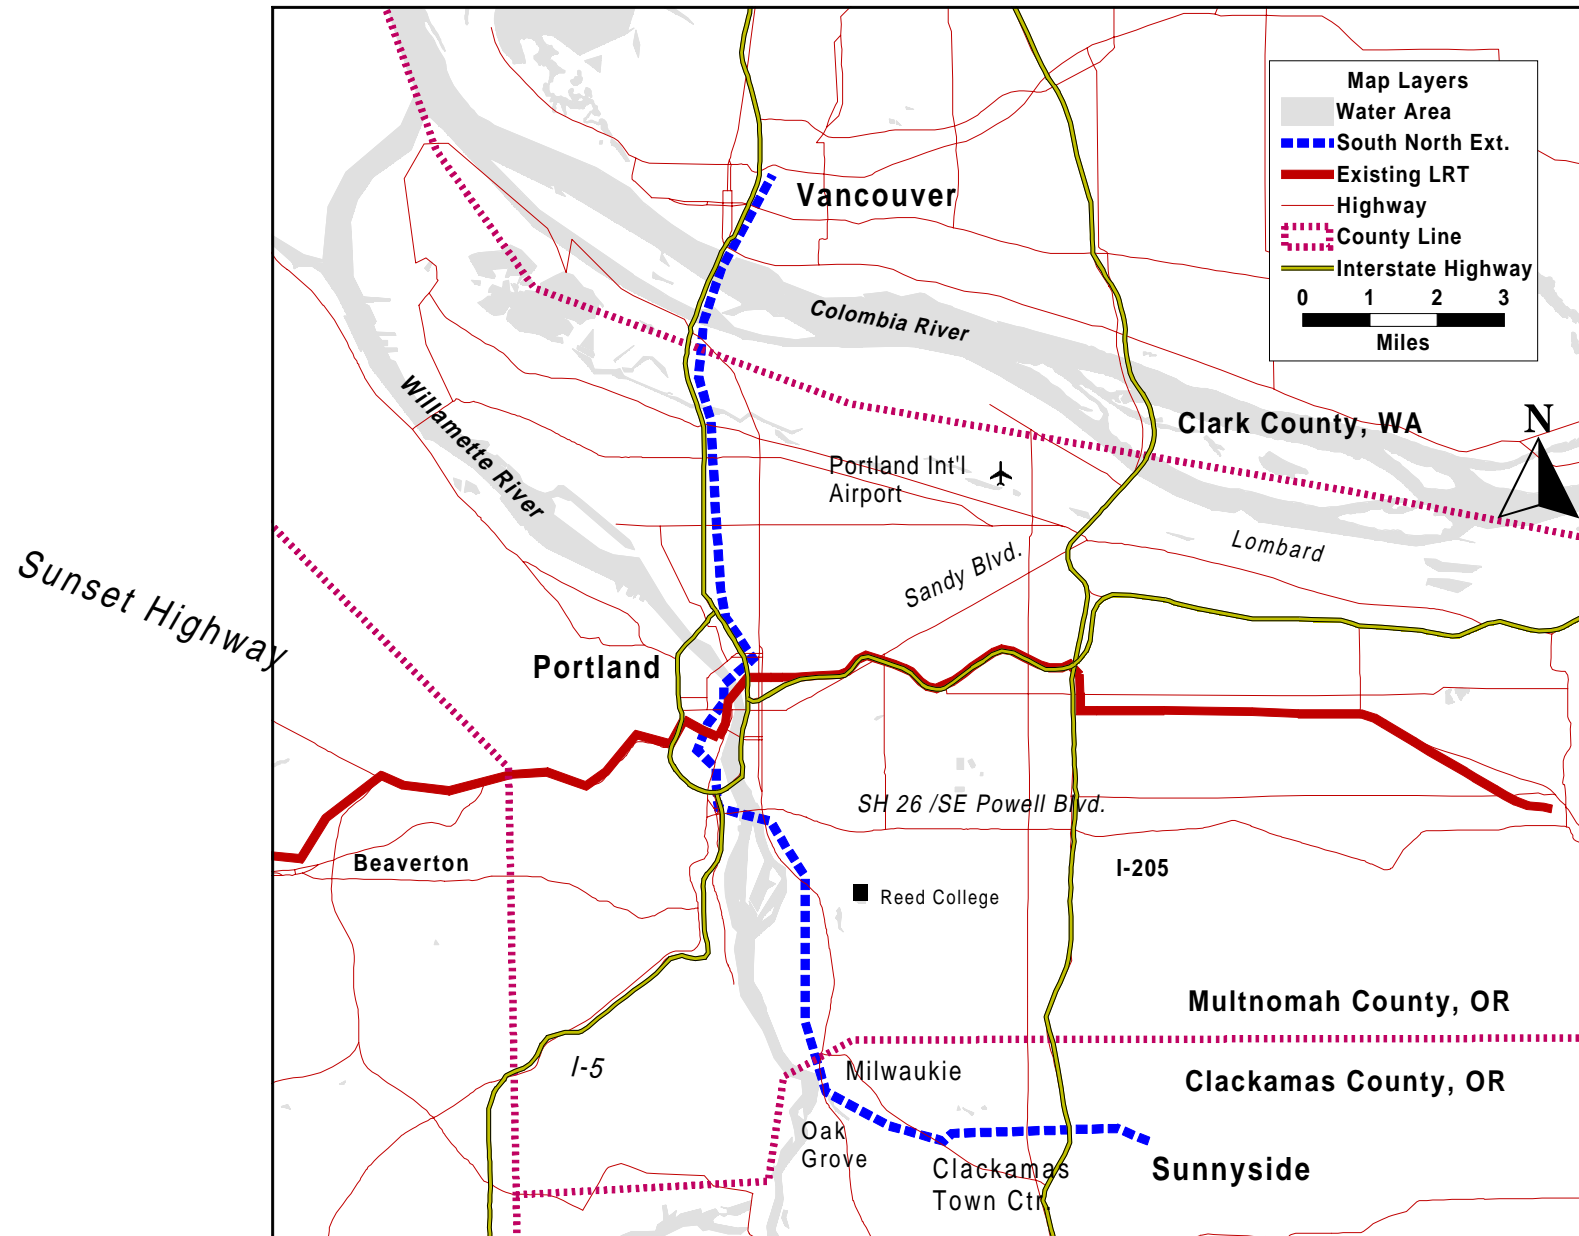 Map Layers
Water Area
South North Ext.
Existing LRT
Highway
County Line
Interstate Highway
0 1 2 3
Miles
N
Vancouver
Colombia River
Willamette River
Clark County, WA
Portland Int'l
Airport
Lombard
Sandy Blvd.
Sunset Highway
Portland
SH 26 /SE Powell Blvd.
Beaverton
I-205
Reed College
Multnomah County, OR
I-5
Milwaukie
Clackamas County, OR
Oak
Grove
Clackamas
Town Ctr.
Sunnyside